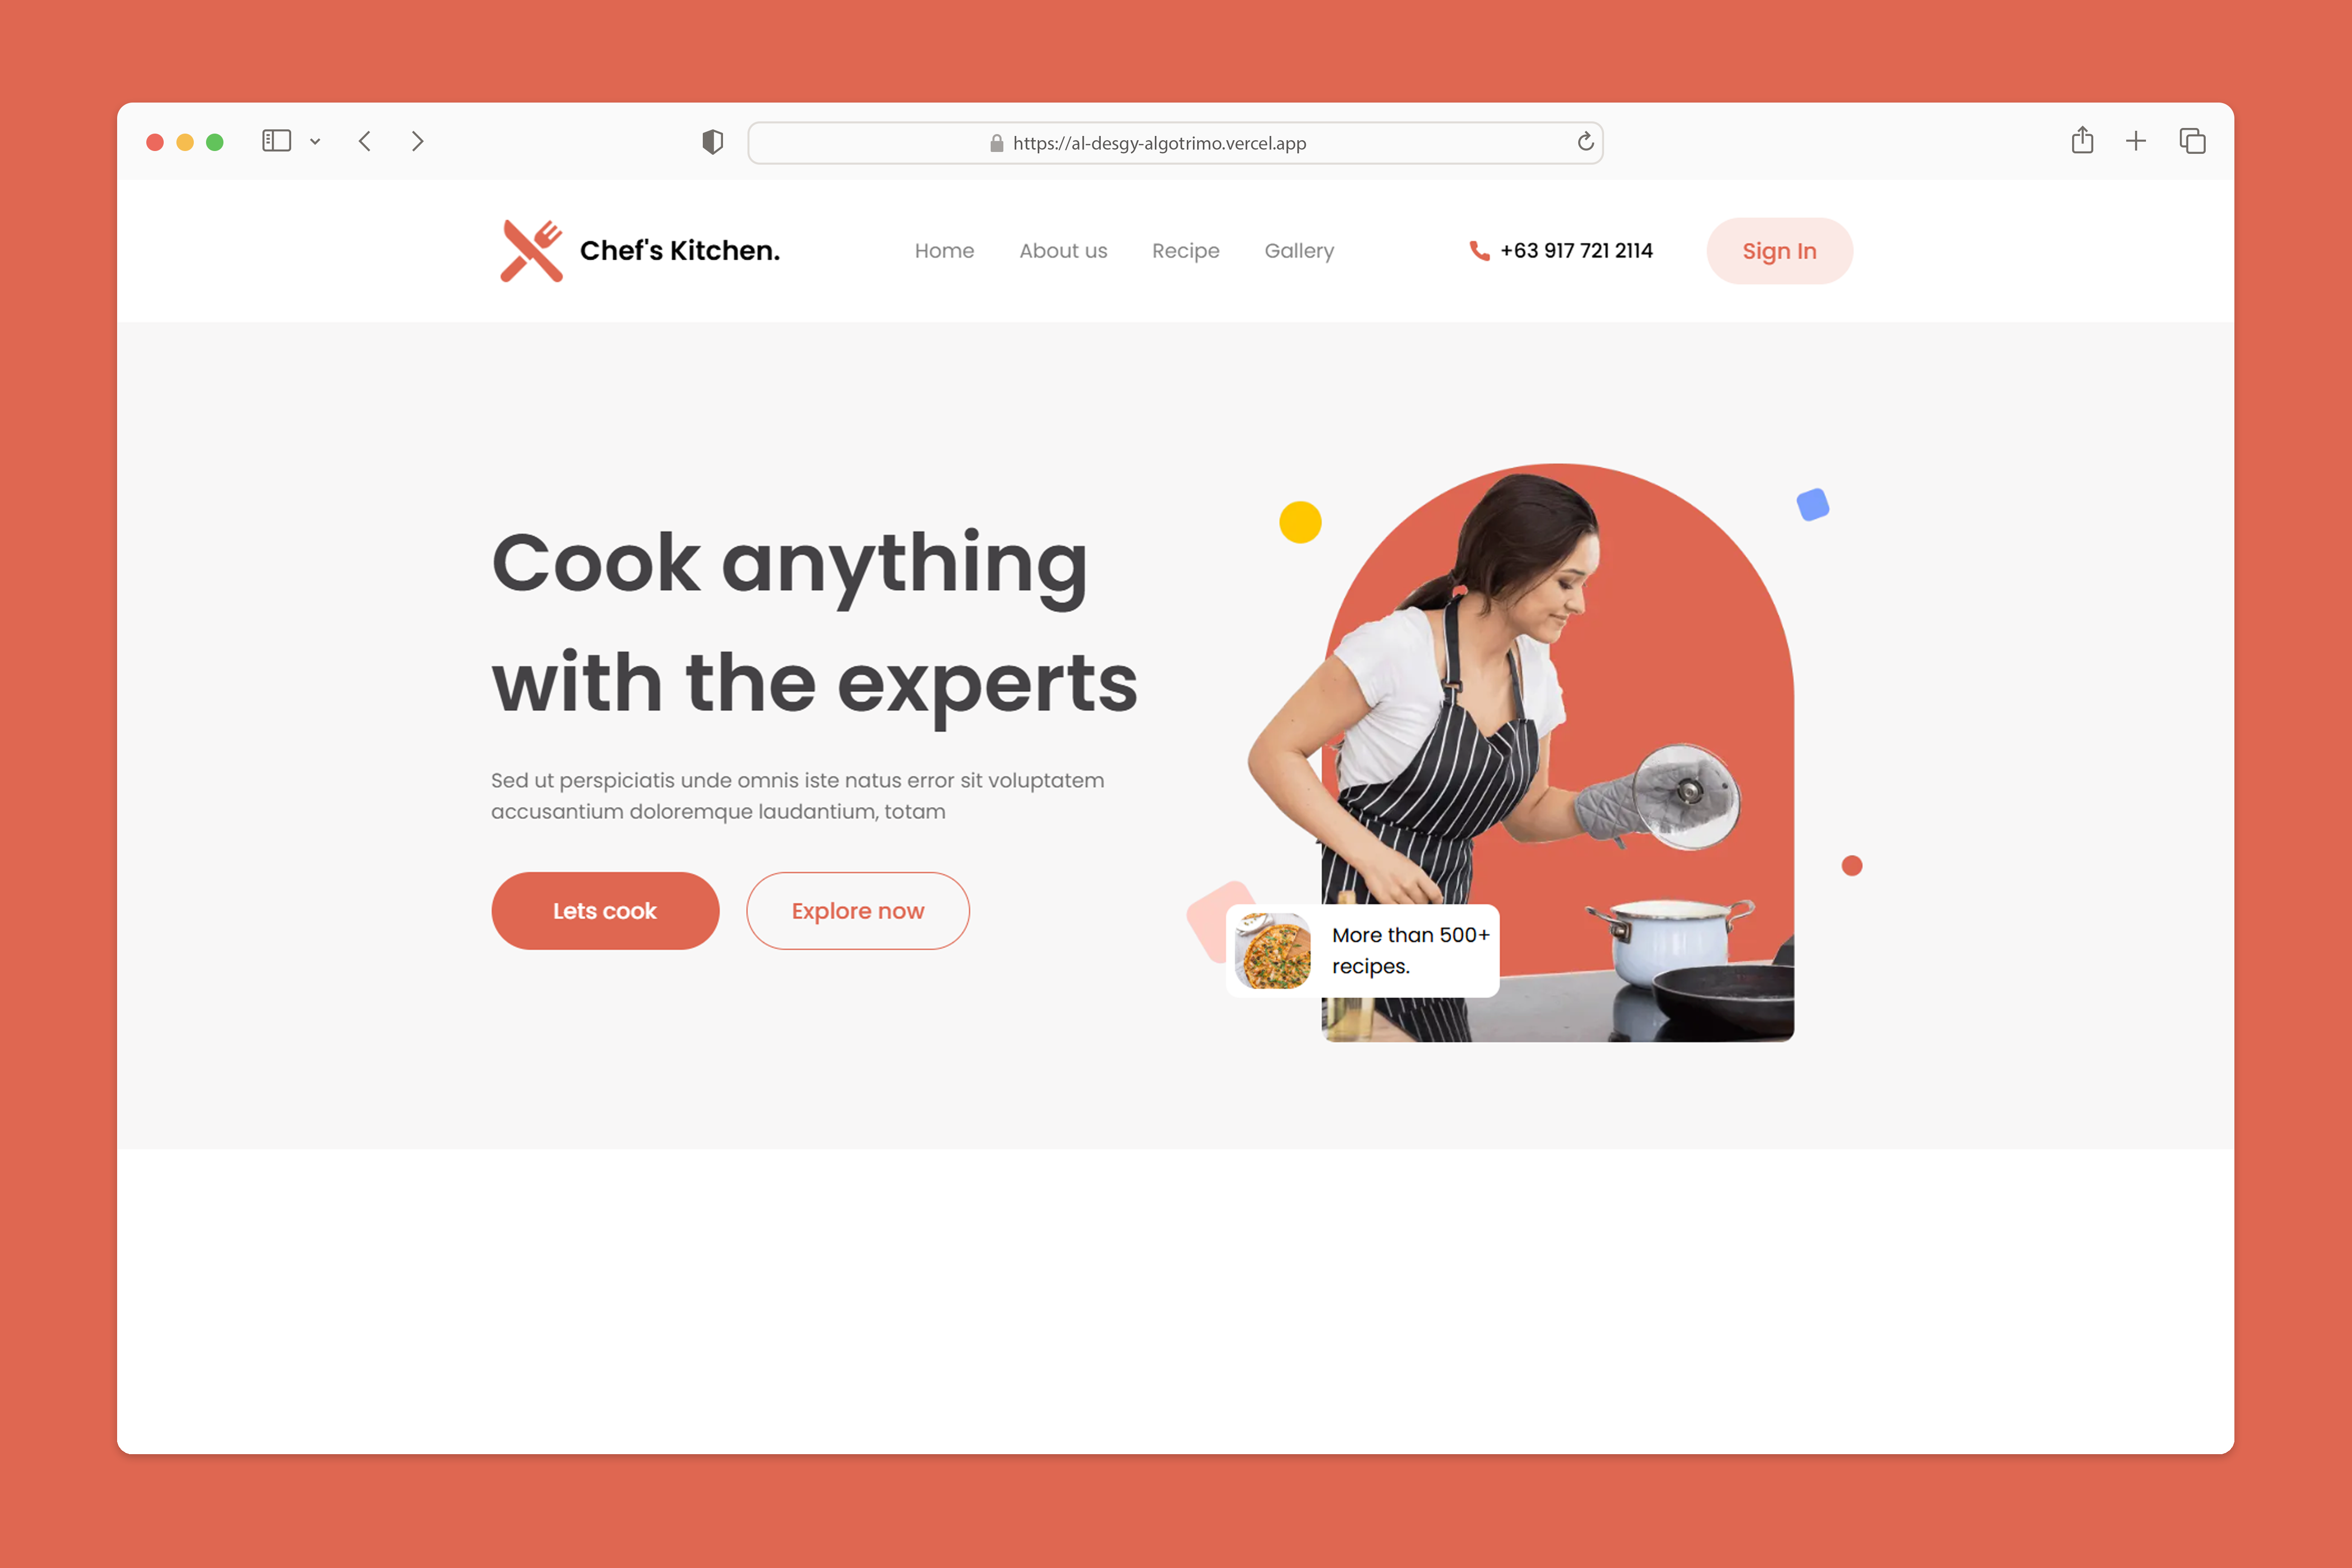 https://al-desgy-algotrimo.vercel.app
Chef's Kitchen.
Home
About us
Recipe
Gallery
+63 917 721 2114
Sign In
Cook anything
with the experts
Sed ut perspiciatis unde omnis iste natus error sit voluptatem
accusantium doloremque laudantium, totam
Lets cook
Explore now
More than 500+
recipes.